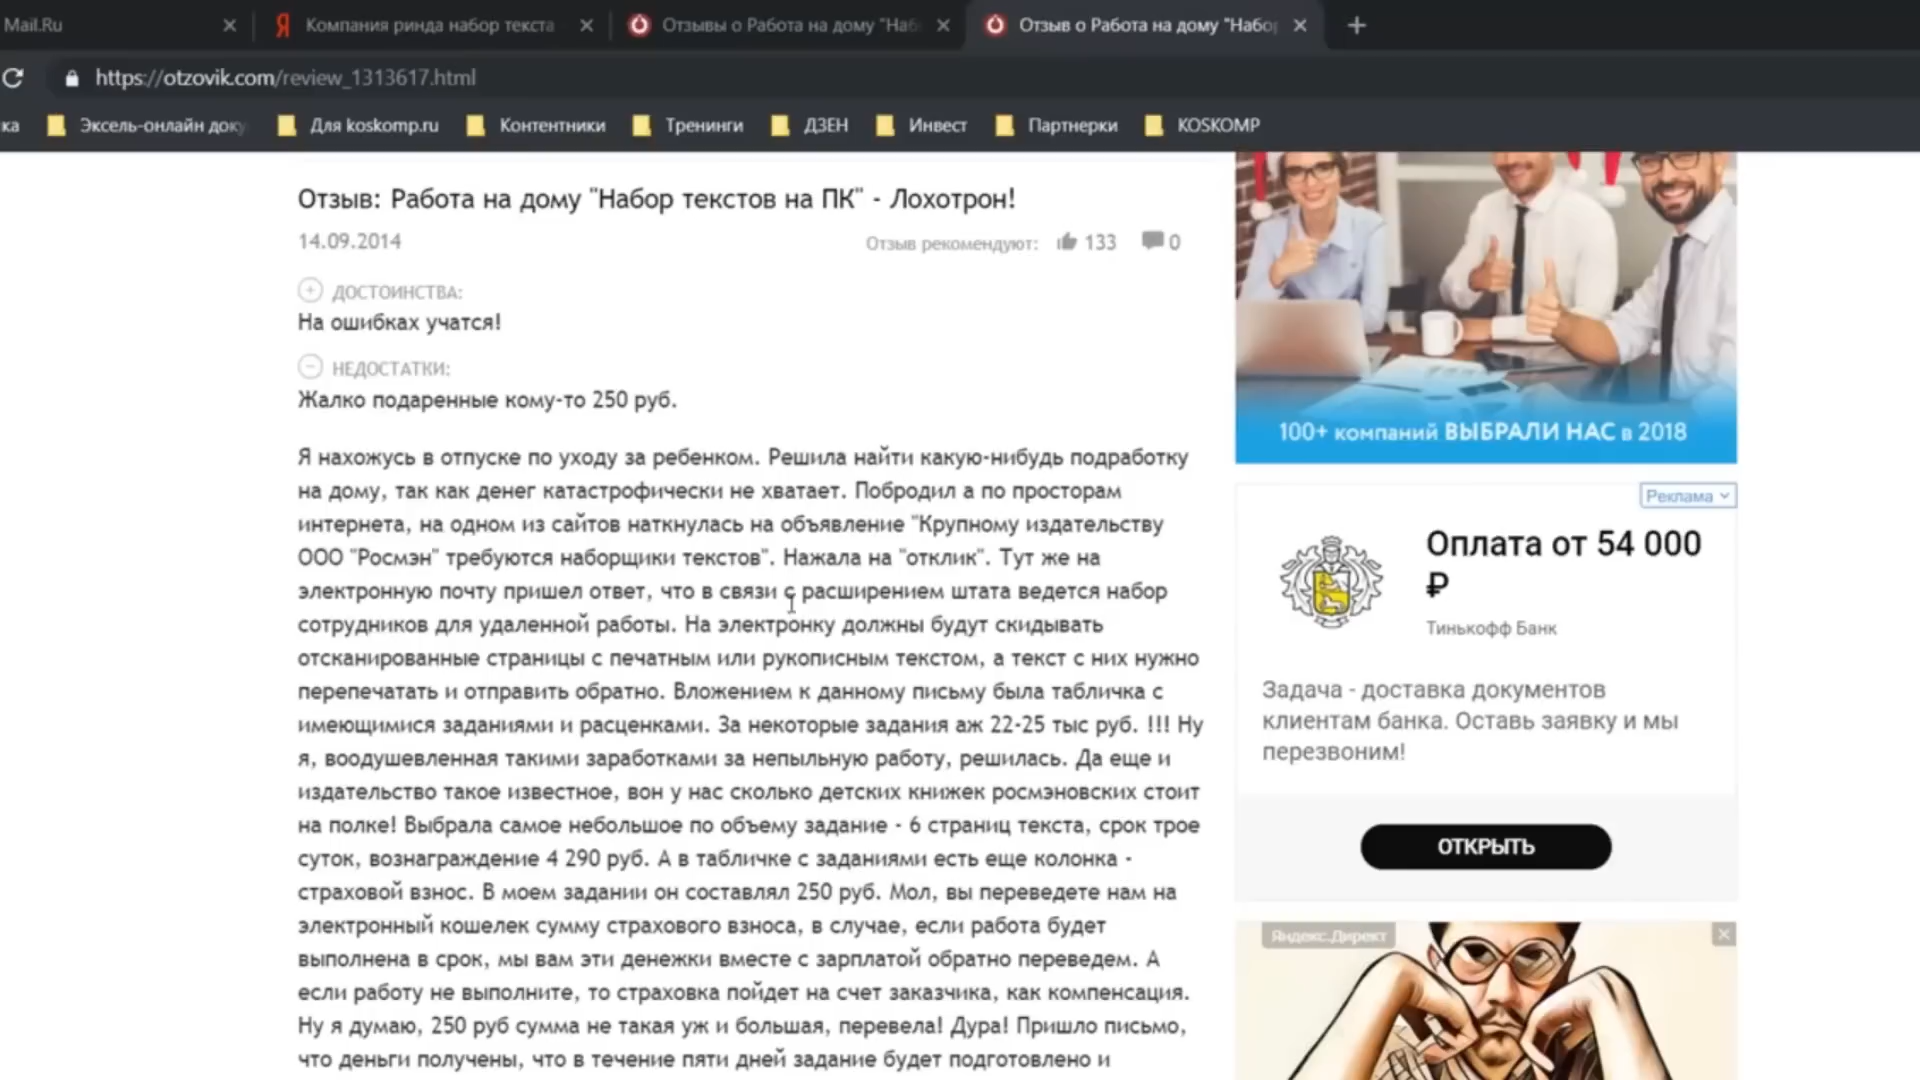 Mail.Ru
Компания ринда набор текста
Отзывы о Работа на дому "Наб
Отзыв о Работа на дому "Набор
https://otzovik.com/review_1313617.html
ка
Эксель-онлайн доку
Для koskomp.ru
Контентники
Тренинги
ДЗЕН
Инвест
Партнерки
KOSKOMP
Отзыв: Работа на дому "Набор текстов на ПК" - Лохотрон!
14.09.2014
Отзыв рекомендуют: 133 0
ДОСТОИНСТВА:
На ошибках учатся!
НЕДОСТАТКИ:
Жалко подаренные кому-то 250 руб.
Я нахожусь в отпуске по уходу за ребенком. Решила найти какую-нибудь подработку
на дому, так как денег катастрофически не хватает. Побродил а по просторам
интернета, на одном из сайтов наткнулась на объявление "Крупному издательству
ООО "Росмэн" требуются наборщики текстов". Нажала на "отклик". Тут же на
электронную почту пришел ответ, что в связи с расширением штата ведется набор
сотрудников для удаленной работы. На электронку должны будут скидывать
отсканированные страницы с печатным или рукописным текстом, а текст с них нужно
перепечатать и отправить обратно. Вложением к данному письму была табличка с
имеющимися заданиями и расценками. За некоторые задания аж 22-25 тыс руб. !!! Ну
я, воодушевленная такими заработками за непыльную работу, решилась. Да еще и
издательство такое известное, вон у нас сколько детских книжек росмэновских стоит
на полке! Выбрала самое небольшое по объему задание - 6 страниц текста, срок трое
суток, вознаграждение 4 290 руб. А в табличке с заданиями есть еще колонка -
страховой взнос. В моем задании он составлял 250 руб. Мол, вы переведете нам на
электронный кошелек сумму страхового взноса, в случае, если работа будет
выполнена в срок, мы вам эти денежки вместе с зарплатой обратно переведем. А
если работу не выполните, то страховка пойдет на счет заказчика, как компенсация.
Ну я думаю, 250 руб сумма не такая уж и большая, перевела! Дура! Пришло письмо,
что деньги получены, что в течение пяти дней задание будет подготовлено и
100+ компаний ВЫБРАЛИ НАС в 2018
Реклама
Оплата от 54 000
₽
Тинькофф Банк
Задача - доставка документов
клиентам банка. Оставь заявку и мы
перезвоним!
ОТКРЫТЬ
Яндекс.Директ